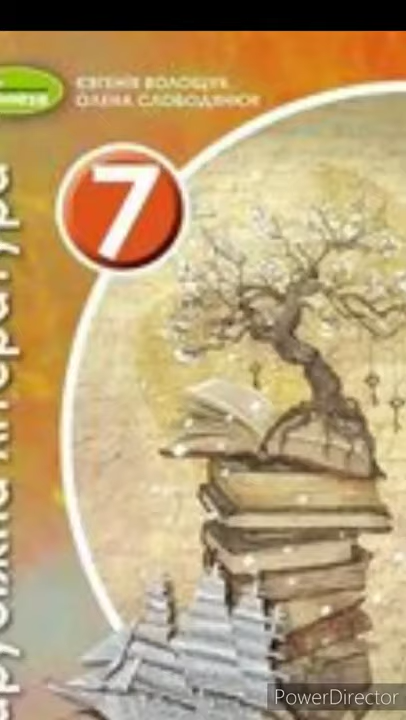 ЄВГЕНІЯ ВОЛОЩУК
ОЛЕНА СЛОБОДЯНЮК
7
арубіжна література
PowerDirector